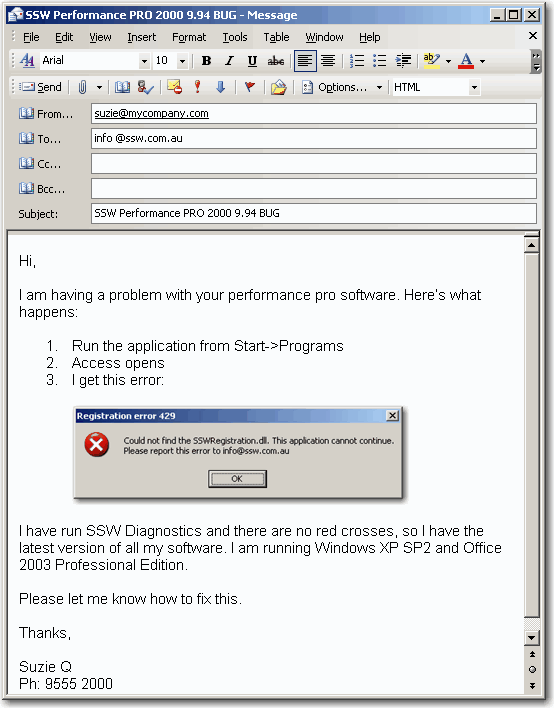 SSW Performance PRO 2000 9.94 BUG - Message
File Edit View Insert Format Tools Table Window Help
Arial 10 B I U abc ab A
Send Options... HTML
From... suzie@mycompany.com
To... info @ssw.com.au
Cc...
Bcc...
Subject: SSW Performance PRO 2000 9.94 BUG
Hi,
I am having a problem with your performance pro software. Here's what
happens:
1. Run the application from Start->Programs
2. Access opens
3. I get this error:
Registration error 429
Could not find the SSWRegistration.dll. This application cannot continue.
Please report this error to info@ssw.com.au
OK
I have run SSW Diagnostics and there are no red crosses, so I have the
latest version of all my software. I am running Windows XP SP2 and Office
2003 Professional Edition.
Please let me know how to fix this.
Thanks,
Suzie Q
Ph: 9555 2000